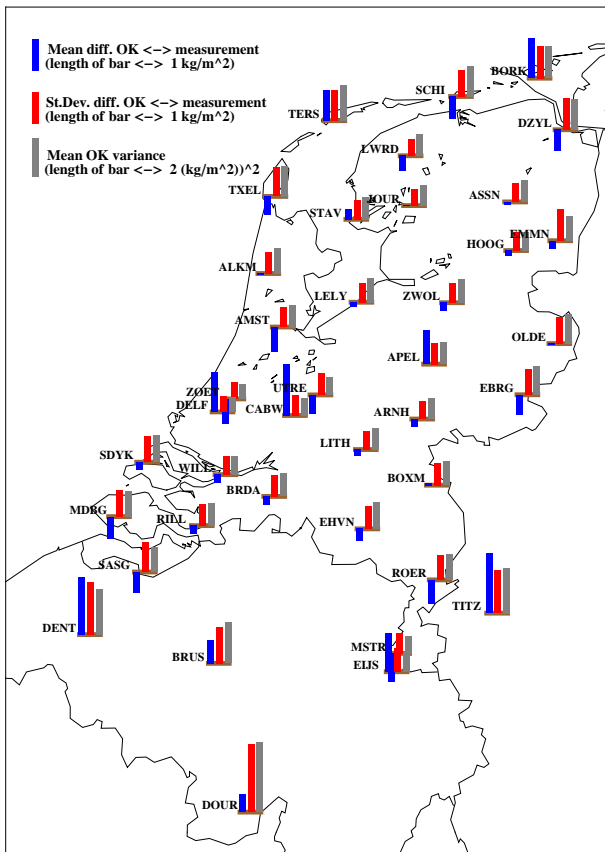 Mean diff. OK <-> measurement
(length of bar <-> 1 kg/m^2)
St.Dev. diff. OK <-> measurement
(length of bar <-> 1 kg/m^2)
Mean OK variance
(length of bar <-> 2 (kg/m^2))^2
BORK
SCHI
TERS
DZYL
LWRD
TXEL
ASSN
JOUR
STAV
EMMN
HOOG
ALKM
LELY
ZWOL
AMST
OLDE
APEL
UTRE
EBRG
ZOET
DELF
CABW
ARNH
LITH
SDYK
WILL
BOXM
BRDA
MDBG
RILL
EHVN
SASG
ROER
TITZ
DENT
MSTR
BRUS
EIJS
DOUR